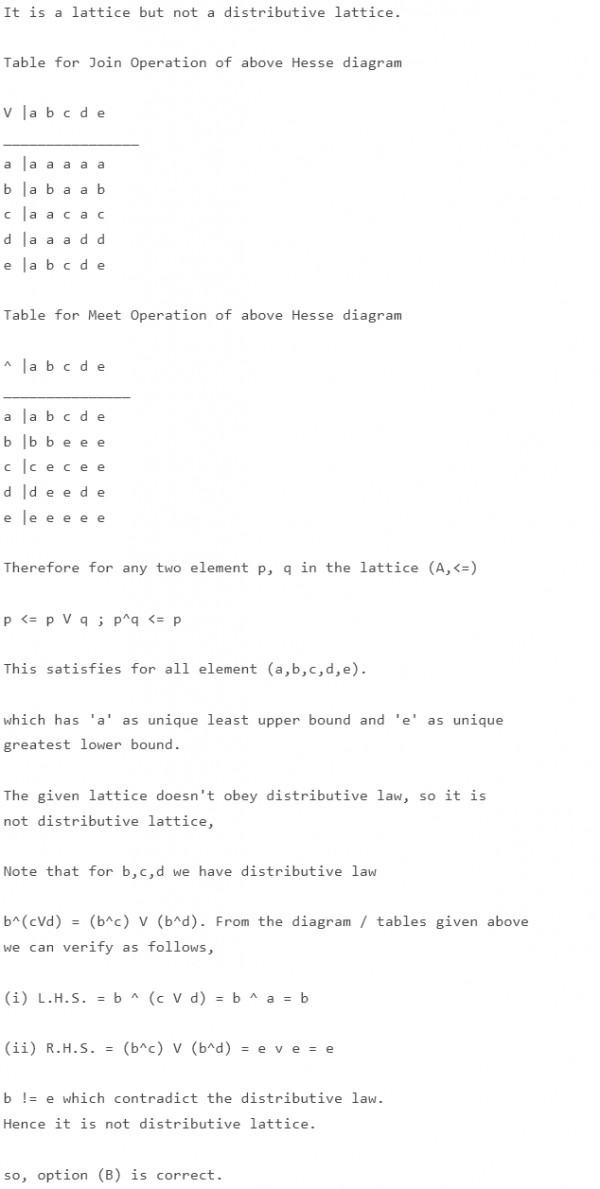 It is a lattice but not a distributive lattice.
Table for Join Operation of above Hesse diagram
V |a b c d e
________________
a |a a a a a
b |a b a a b
c |a a c a c
d |a a a d d
e |a b c d e
Table for Meet Operation of above Hesse diagram
^ |a b c d e
_______________
a |a b c d e
b |b b e e e
c |c e c e e
d |d e e d e
e |e e e e e
Therefore for any two element p, q in the lattice (A,<=)
p <= p V q ; p^q <= p
This satisfies for all element (a,b,c,d,e).
which has 'a' as unique least upper bound and 'e' as unique
greatest lower bound.
The given lattice doesn't obey distributive law, so it is
not distributive lattice,
Note that for b,c,d we have distributive law
b^(cVd) = (b^c) V (b^d). From the diagram / tables given above
we can verify as follows,
(i) L.H.S. = b ^ (c V d) = b ^ a = b
(ii) R.H.S. = (b^c) V (b^d) = e v e = e
b != e which contradict the distributive law.
Hence it is not distributive lattice.
so, option (B) is correct.